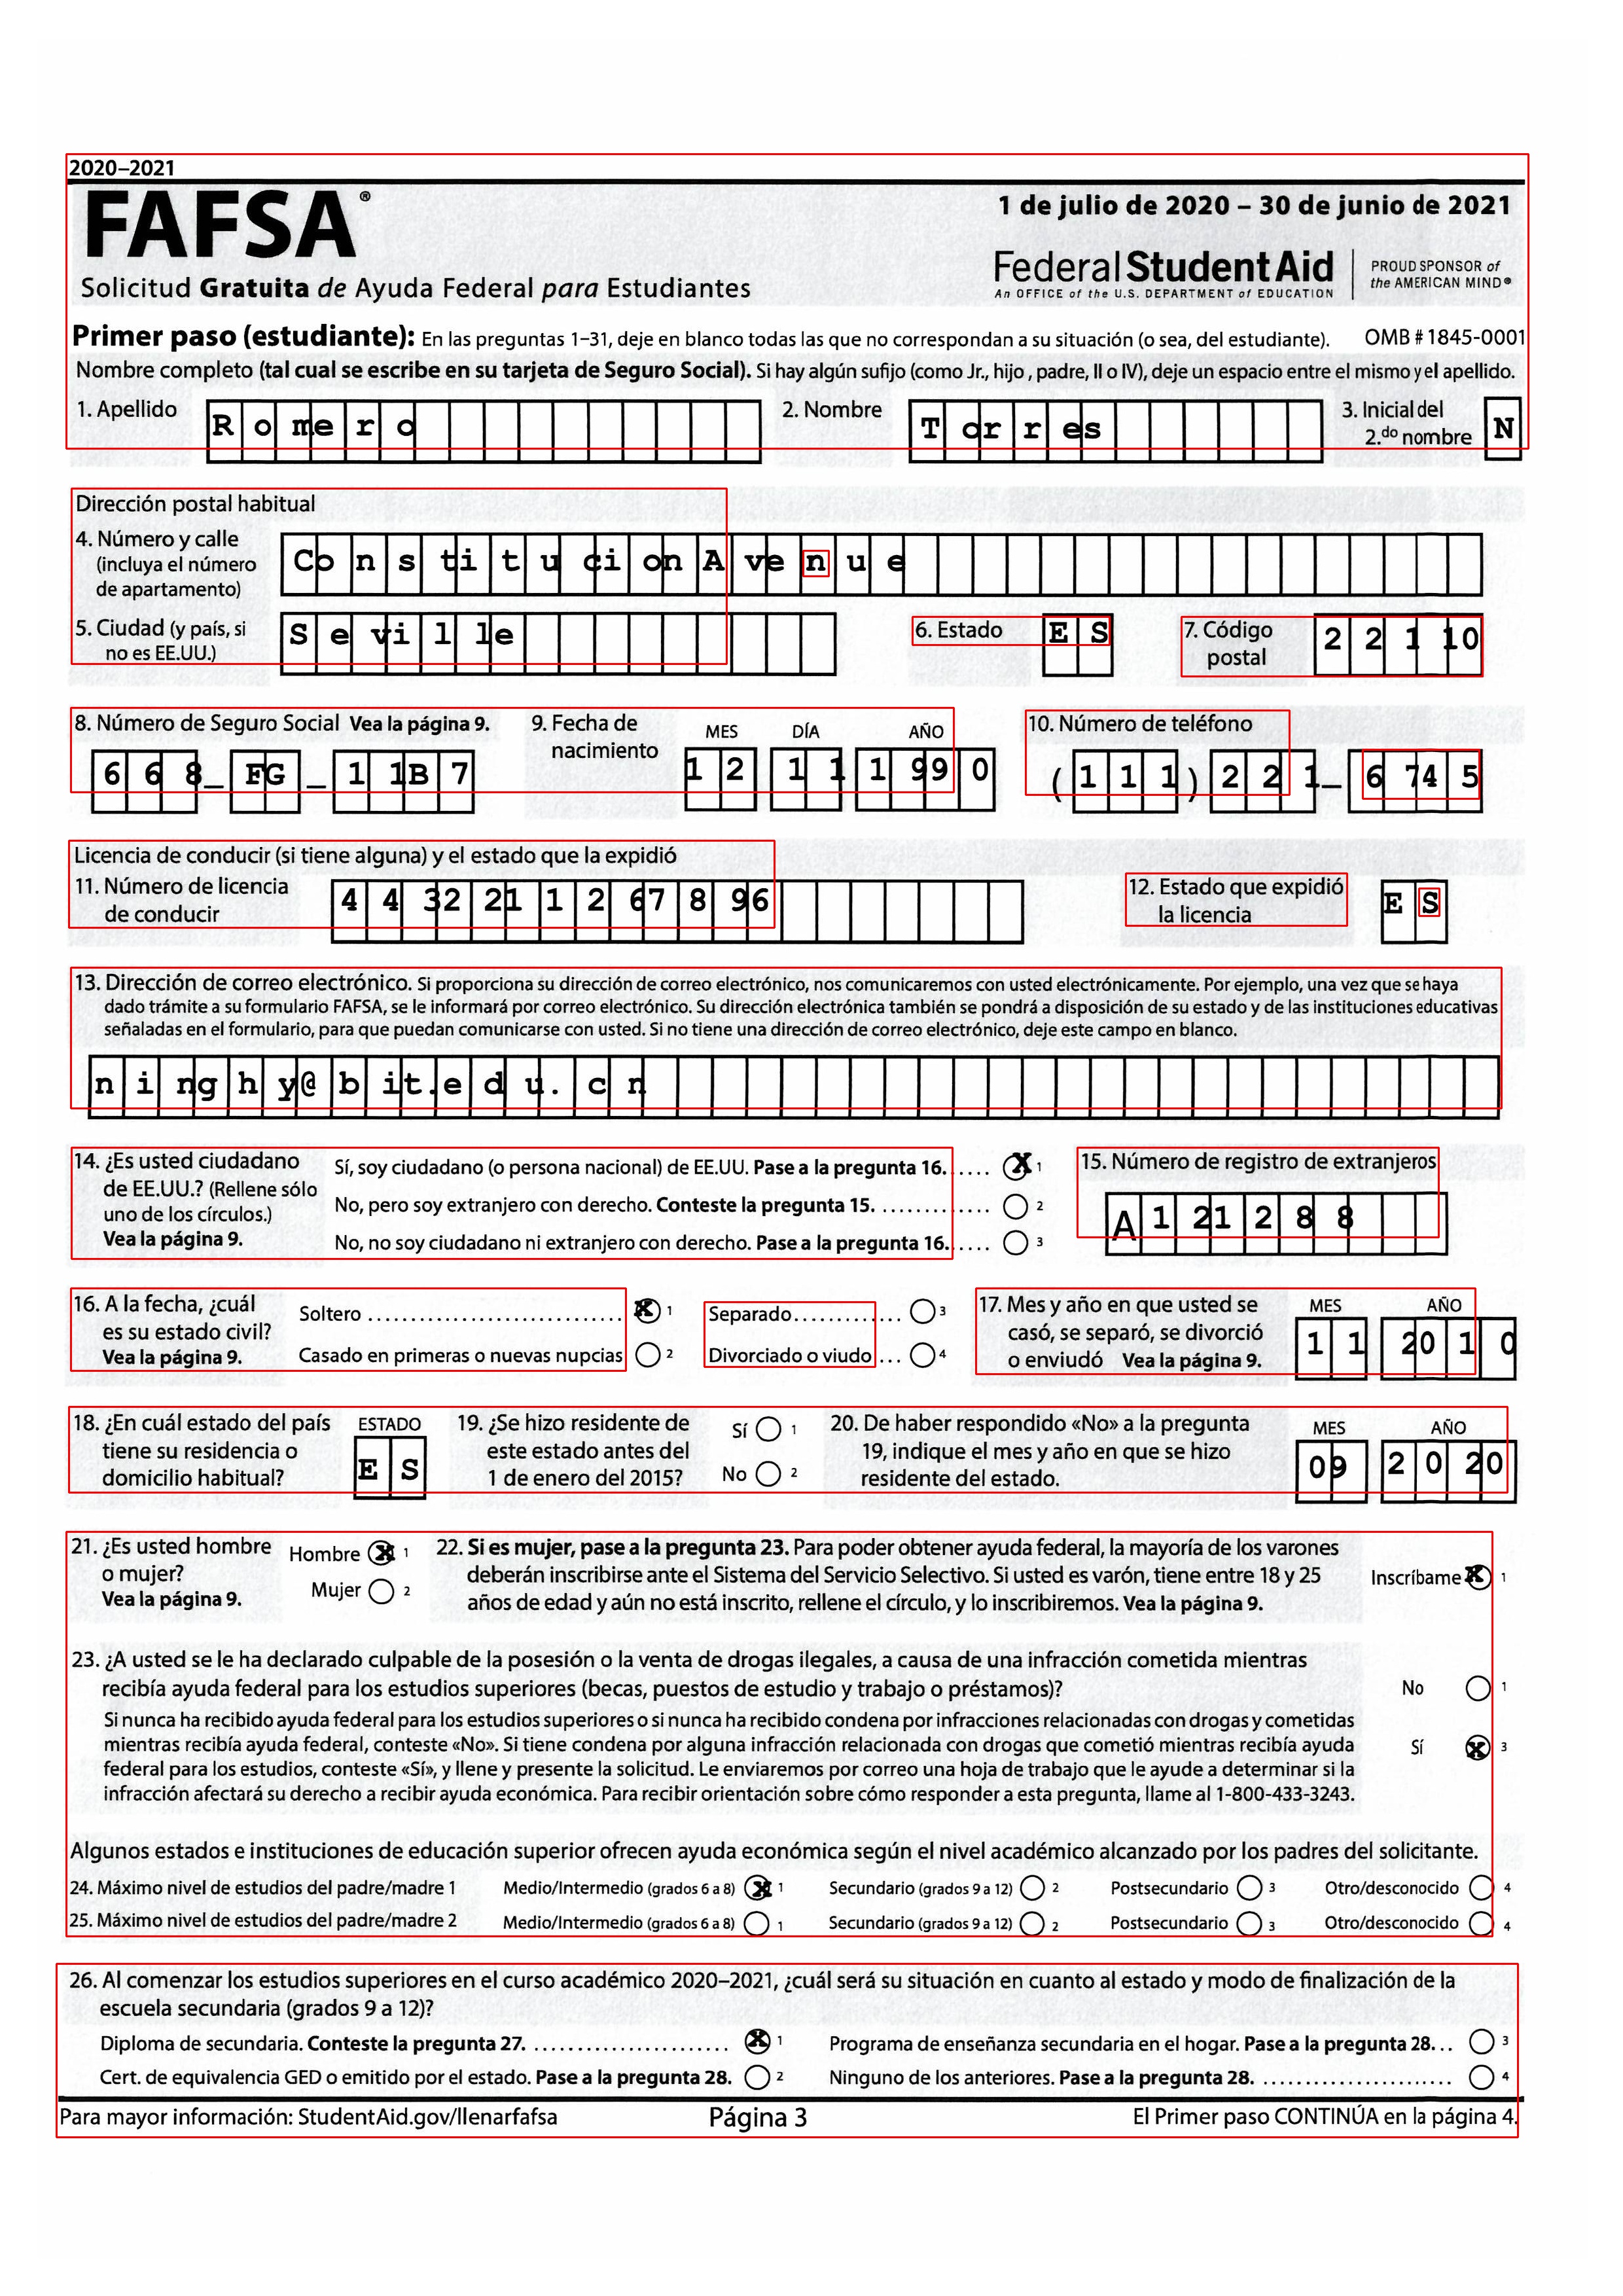 2020–2021
FAFSA®
1 de julio de 2020 – 30 de junio de 2021
Federal Student Aid
An OFFICE of the U.S. DEPARTMENT of EDUCATION
PROUD SPONSOR of
the AMERICAN MIND®
Solicitud Gratuita de Ayuda Federal para Estudiantes
Primer paso (estudiante): En las preguntas 1–31, deje en blanco todas las que no correspondan a su situación (o sea, del estudiante). OMB # 1845-0001
Nombre completo (tal cual se escribe en su tarjeta de Seguro Social). Si hay algún sufijo (como Jr., hijo , padre, II o IV), deje un espacio entre el mismo y el apellido.
1. Apellido Romero 2. Nombre Torres 3. Inicial del
2.do nombre N
Dirección postal habitual
4. Número y calle
(incluya el número
de apartamento)
Constitucion Avenue
5. Ciudad (y país, si
no es EE.UU.)
Seville
6. Estado ES
7. Código
postal
22110
8. Número de Seguro Social Vea la página 9.
668–FG–11B7
9. Fecha de
nacimiento
MES DÍA AÑO
12 11 1990
10. Número de teléfono
(111) 221–6745
Licencia de conducir (si tiene alguna) y el estado que la expidió
11. Número de licencia
de conducir
4432211267896
12. Estado que expidió
la licencia
ES
13. Dirección de correo electrónico. Si proporciona su dirección de correo electrónico, nos comunicaremos con usted electrónicamente. Por ejemplo, una vez que se haya
dado trámite a su formulario FAFSA, se le informará por correo electrónico. Su dirección electrónica también se pondrá a disposición de su estado y de las instituciones educativas
señaladas en el formulario, para que puedan comunicarse con usted. Si no tiene una dirección de correo electrónico, deje este campo en blanco.
ninghy@bit.edu.cn
14. ¿Es usted ciudadano
de EE.UU.? (Rellene sólo
uno de los círculos.)
Vea la página 9.
Sí, soy ciudadano (o persona nacional) de EE.UU. Pase a la pregunta 16. .... X 1
No, pero soy extranjero con derecho. Conteste la pregunta 15. ............. 2
No, no soy ciudadano ni extranjero con derecho. Pase a la pregunta 16. .... 3
15. Número de registro de extranjeros
A121288
16. A la fecha, ¿cuál
es su estado civil?
Vea la página 9.
Soltero ............................. X 1
Casado en primeras o nuevas nupcias 2
Separado............. 3
Divorciado o viudo ... 4
17. Mes y año en que usted se
casó, se separó, se divorció
o enviudó Vea la página 9.
MES AÑO
11 2010
18. ¿En cuál estado del país
tiene su residencia o
domicilio habitual?
ESTADO
ES
19. ¿Se hizo residente de
este estado antes del
1 de enero del 2015?
Sí 1
No 2
20. De haber respondido «No» a la pregunta
19, indique el mes y año en que se hizo
residente del estado.
MES AÑO
09 2020
21. ¿Es usted hombre
o mujer?
Vea la página 9.
Hombre X 1
Mujer 2
22. Si es mujer, pase a la pregunta 23. Para poder obtener ayuda federal, la mayoría de los varones
deberán inscribirse ante el Sistema del Servicio Selectivo. Si usted es varón, tiene entre 18 y 25
años de edad y aún no está inscrito, rellene el círculo, y lo inscribiremos. Vea la página 9.
Inscríbame X 1
23. ¿A usted se le ha declarado culpable de la posesión o la venta de drogas ilegales, a causa de una infracción cometida mientras
recibía ayuda federal para los estudios superiores (becas, puestos de estudio y trabajo o préstamos)?
No 1
Si nunca ha recibido ayuda federal para los estudios superiores o si nunca ha recibido condena por infracciones relacionadas con drogas y cometidas
mientras recibía ayuda federal, conteste «No». Si tiene condena por alguna infracción relacionada con drogas que cometió mientras recibía ayuda
federal para los estudios, conteste «Sí», y llene y presente la solicitud. Le enviaremos por correo una hoja de trabajo que le ayude a determinar si la
infracción afectará su derecho a recibir ayuda económica. Para recibir orientación sobre cómo responder a esta pregunta, llame al 1-800-433-3243.
Sí X 3
Algunos estados e instituciones de educación superior ofrecen ayuda económica según el nivel académico alcanzado por los padres del solicitante.
24. Máximo nivel de estudios del padre/madre 1 Medio/Intermedio (grados 6 a 8) X 1 Secundario (grados 9 a 12) 2 Postsecundario 3 Otro/desconocido 4
25. Máximo nivel de estudios del padre/madre 2 Medio/Intermedio (grados 6 a 8) 1 Secundario (grados 9 a 12) 2 Postsecundario 3 Otro/desconocido 4
26. Al comenzar los estudios superiores en el curso académico 2020–2021, ¿cuál será su situación en cuanto al estado y modo de finalización de la
escuela secundaria (grados 9 a 12)?
Diploma de secundaria. Conteste la pregunta 27. ...................... X 1 Programa de enseñanza secundaria en el hogar. Pase a la pregunta 28... 3
Cert. de equivalencia GED o emitido por el estado. Pase a la pregunta 28. 2 Ninguno de los anteriores. Pase a la pregunta 28. ..................... 4
Para mayor información: StudentAid.gov/llenarfafsa Página 3 El Primer paso CONTINÚA en la página 4.